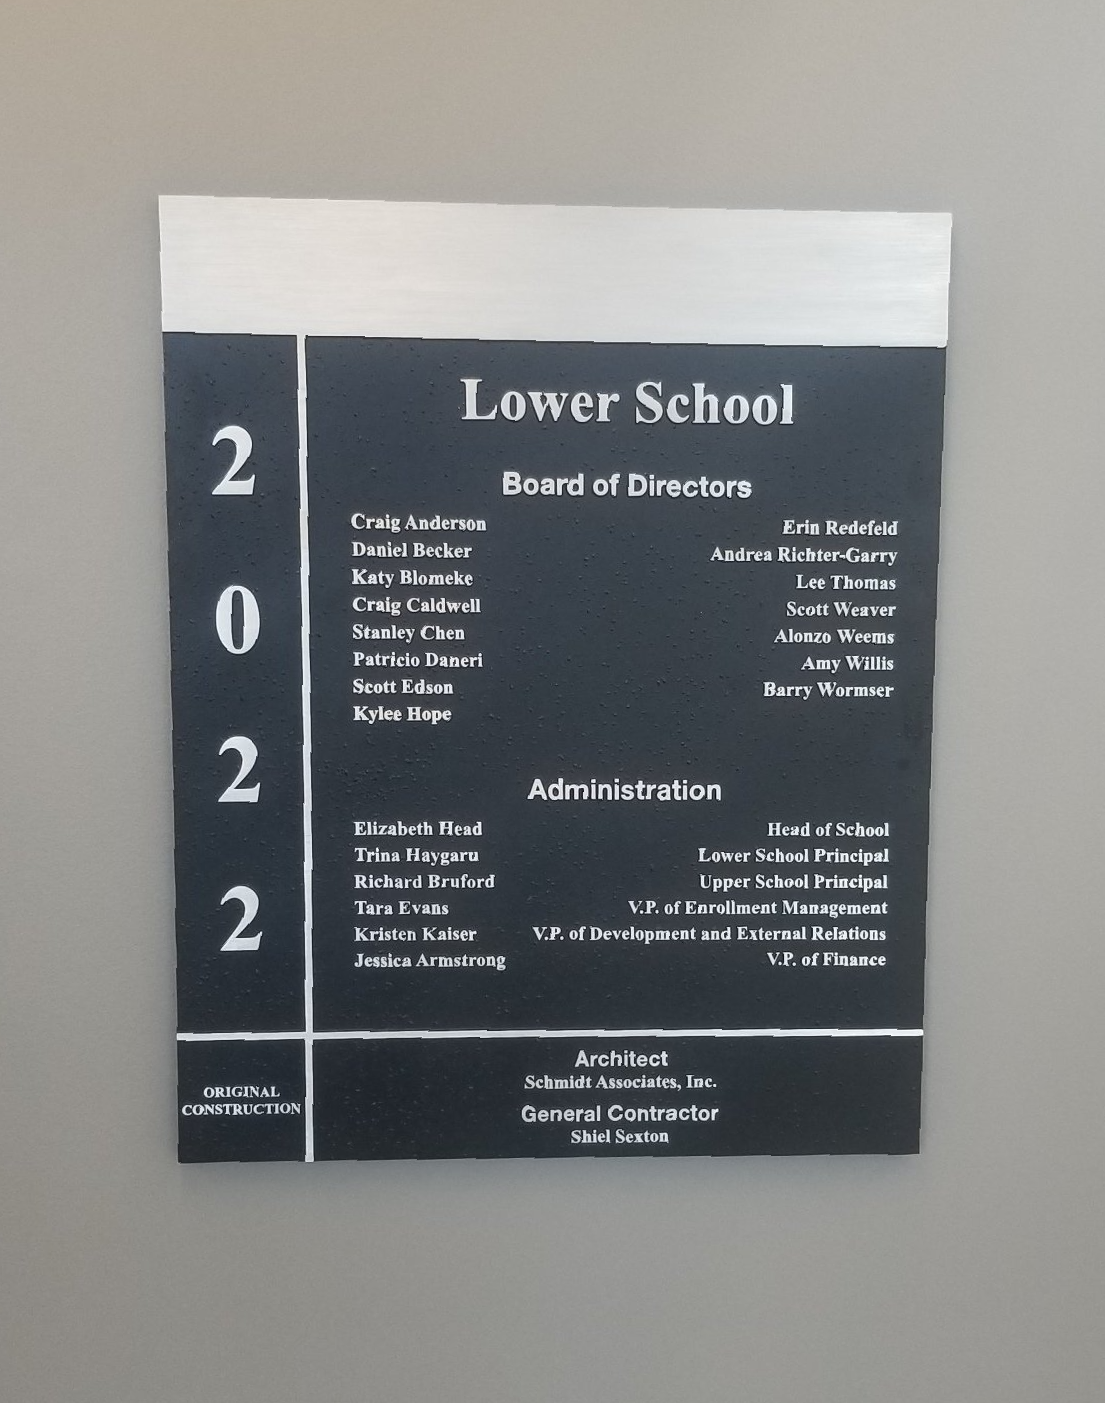 Lower School
2
0
2
2
Board of Directors
Craig Anderson
Daniel Becker
Katy Blomeke
Craig Caldwell
Stanley Chen
Patricio Daneri
Scott Edson
Kylee Hope
Erin Redefeld
Andrea Richter-Garry
Lee Thomas
Scott Weaver
Alonzo Weems
Amy Willis
Barry Wormser
Administration
Elizabeth Head Head of School
Trina Haygaru Lower School Principal
Richard Bruford Upper School Principal
Tara Evans V.P. of Enrollment Management
Kristen Kaiser V.P. of Development and External Relations
Jessica Armstrong V.P. of Finance
ORIGINAL
CONSTRUCTION
Architect
Schmidt Associates, Inc.
General Contractor
Shiel Sexton